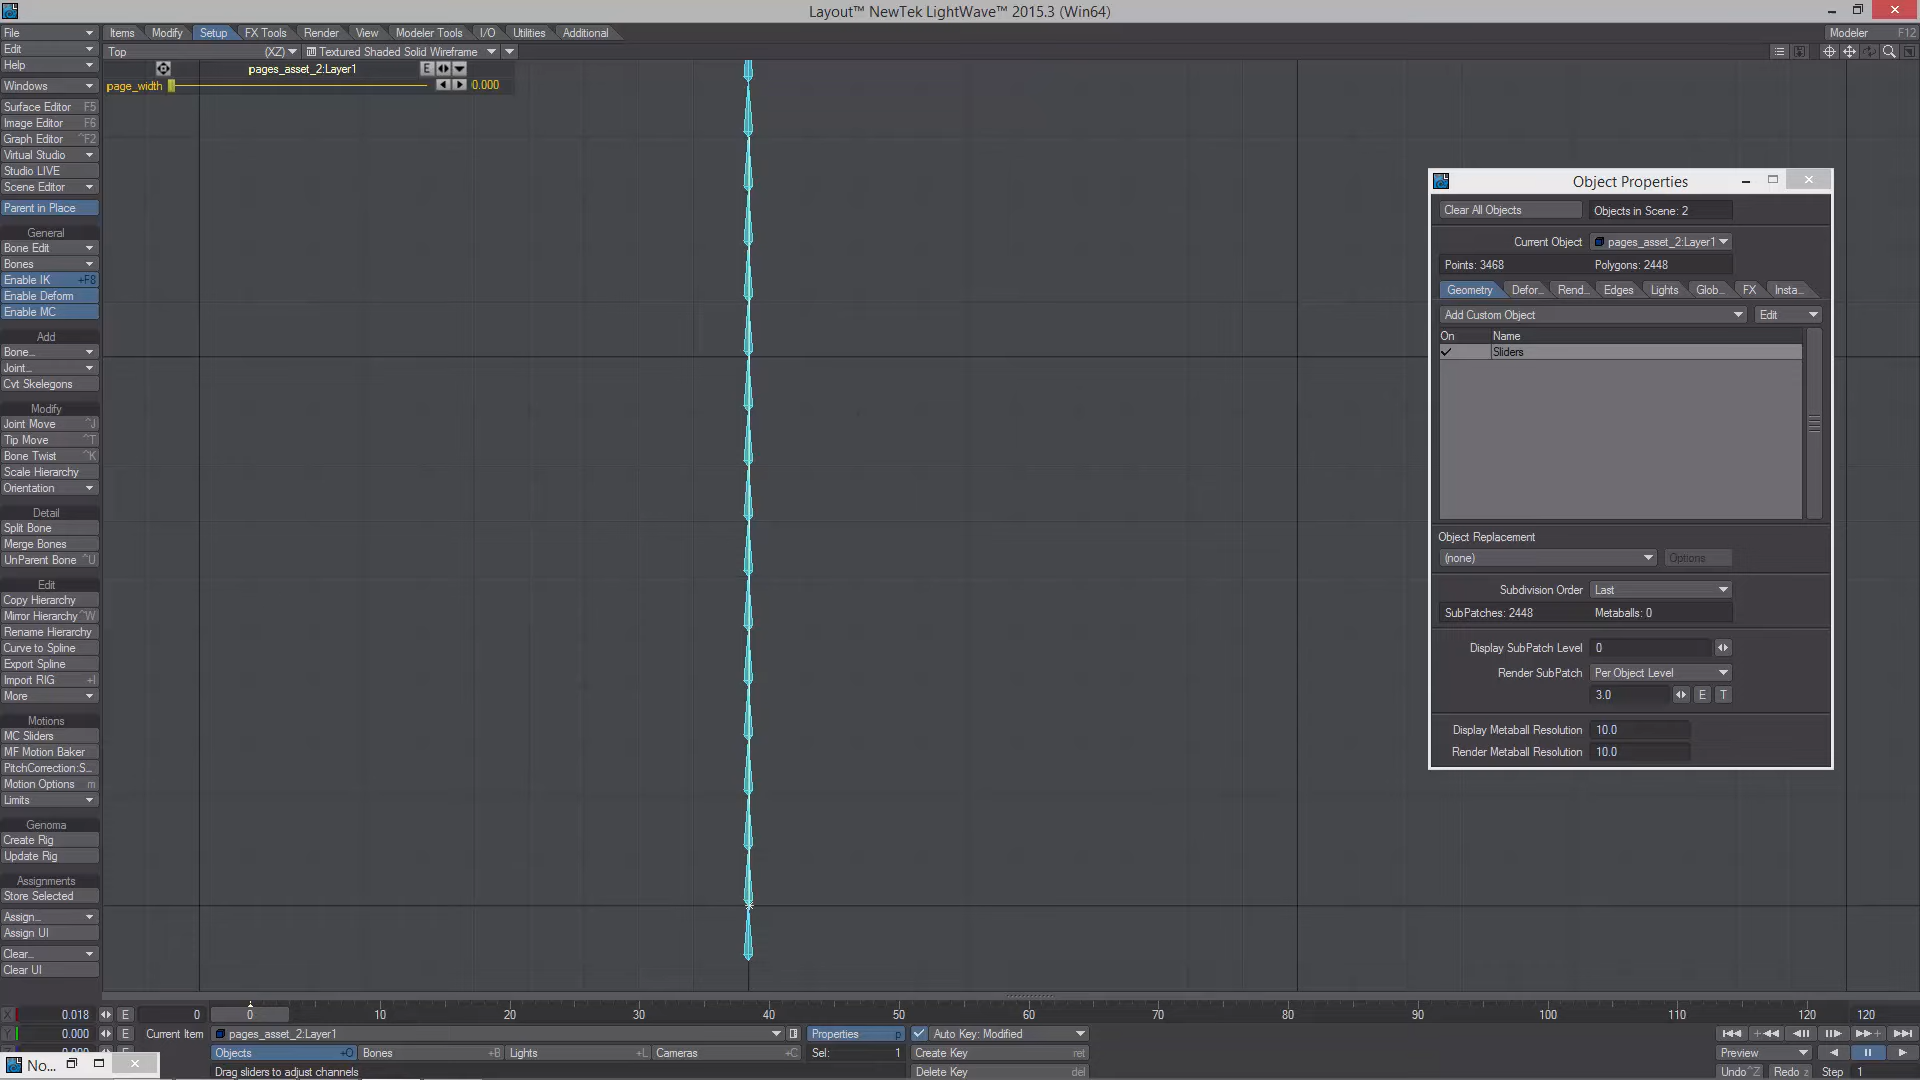 Layout™ NewTek LightWave™ 2015.3 (Win64)
File
Items
Modify
Setup
FX Tools
Render
View
Modeler Tools
I/O
Utilities
Additional
Modeler F12
Edit
Top (XZ)
Textured Shaded Solid Wireframe
Help
pages_asset_2:Layer1
E
Windows
page_width
0.000
Surface Editor F5
Image Editor F6
Graph Editor ^F2
Virtual Studio
Studio LIVE
Scene Editor
Parent in Place
General
Bone Edit
Bones
Enable IK +F8
Enable Deform
Enable MC
Add
Bone...
Joint...
Cvt Skelegons
Modify
Joint Move ^J
Tip Move ^T
Bone Twist ^K
Scale Hierarchy
Orientation
Detail
Split Bone
Merge Bones
UnParent Bone ^U
Edit
Copy Hierarchy
Mirror Hierarchy ^W
Rename Hierarchy
Curve to Spline
Export Spline
Import RIG +I
More
Motions
MC Sliders
MF Motion Baker
PitchCorrection:S...
Motion Options m
Limits
Genoma
Create Rig
Update Rig
Assignments
Store Selected
Assign...
Assign UI
Clear...
Clear UI
Object Properties
Clear All Objects
Objects in Scene: 2
Current Object
pages_asset_2:Layer1
Points: 3468
Polygons: 2448
Geometry
Defor...
Rend...
Edges
Lights
Glob...
FX
Insta...
Add Custom Object
Edit
On
Name
Sliders
Object Replacement
(none)
Options
Subdivision Order
Last
SubPatches: 2448
Metaballs: 0
Display SubPatch Level
0
Render SubPatch
Per Object Level
3.0
E
T
Display Metaball Resolution
10.0
Render Metaball Resolution
10.0
X 0.018 E
0
0 10 20 30 40 50 60 70 80 90 100 110 120
120
Y 0.000 E
Current Item
pages_asset_2:Layer1
Properties p
Auto Key: Modified
Objects +O
Bones +B
Lights +L
Cameras +C
Sel: 1
Create Key ret
Preview
No...
Drag sliders to adjust channels
Delete Key del
Undo ^Z
Redo z
Step 1